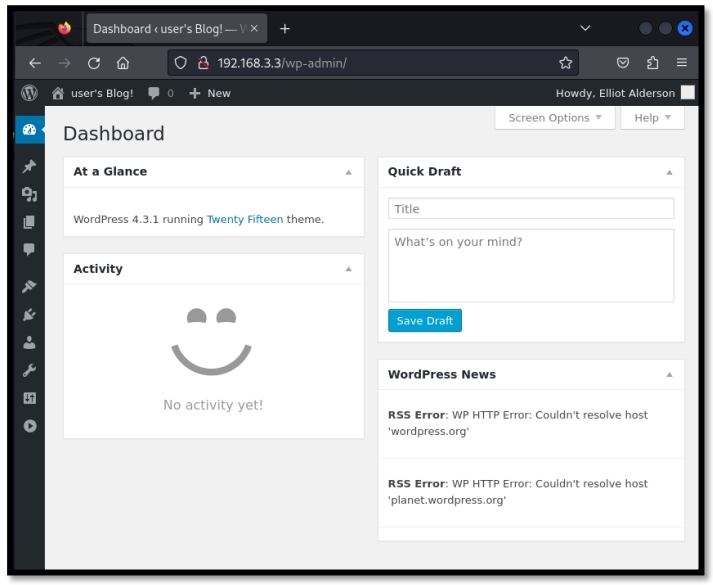 Dashboard ‹ user's Blog! — W
192.168.3.3/wp-admin/
user's Blog! 0 New Howdy, Elliot Alderson
Screen Options Help
Dashboard
At a Glance
WordPress 4.3.1 running Twenty Fifteen theme.
Activity
No activity yet!
Quick Draft
Title
What's on your mind?
Save Draft
WordPress News
RSS Error: WP HTTP Error: Couldn't resolve host
'wordpress.org'
RSS Error: WP HTTP Error: Couldn't resolve host
'planet.wordpress.org'